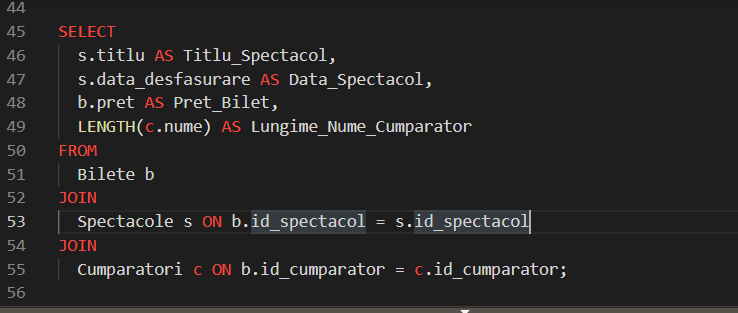 44
45 SELECT
46 s.titlu AS Titlu_Spectacol,
47 s.data_desfasurare AS Data_Spectacol,
48 b.pret AS Pret_Bilet,
49 LENGTH(c.nume) AS Lungime_Nume_Cumparator
50 FROM
51 Bilete b
52 JOIN
53 Spectacole s ON b.id_spectacol = s.id_spectacol
54 JOIN
55 Cumparatori c ON b.id_cumparator = c.id_cumparator;
56